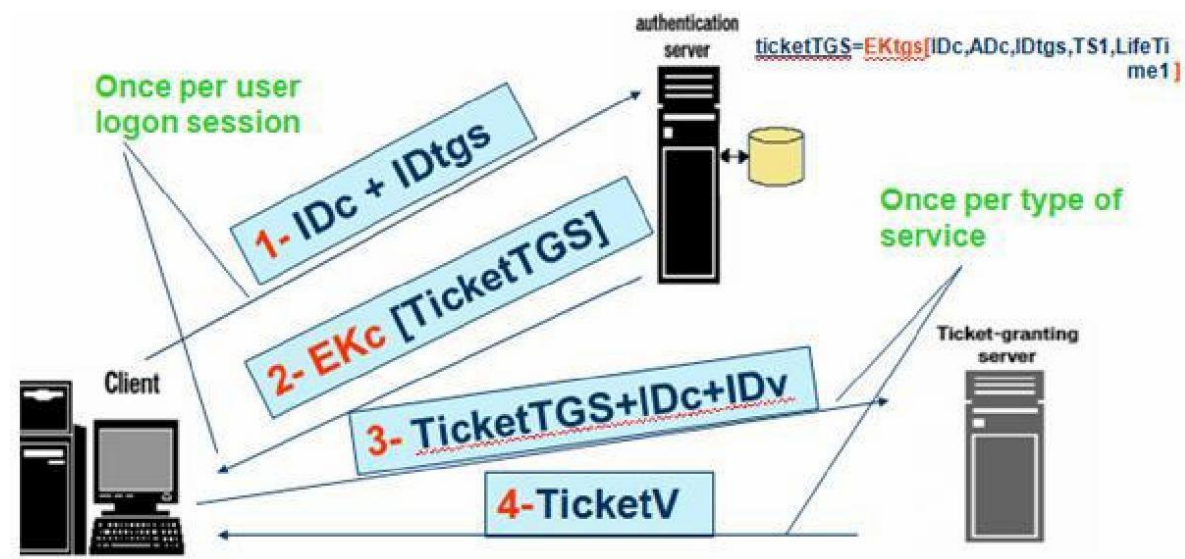 authentication
server
ticketTGS=EKtgs[IDc,ADc,IDtgs,TS1,LifeTi
me1 ]
Once per user
logon session
1- IDc + IDtgs
2- EKc [TicketTGS]
Once per type of
service
Ticket-granting
server
Client
3- TicketTGS+IDc+IDv
4-TicketV